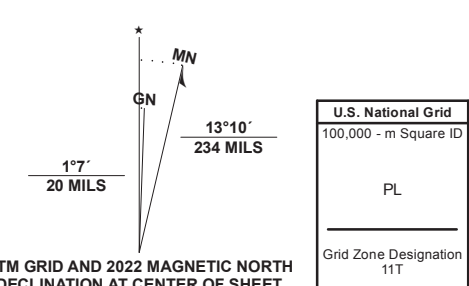 ★
MN
GN
13°10´
234 MILS
1°7´
20 MILS
TM GRID AND 2022 MAGNETIC NORTH
DECLINATION AT CENTER OF SHEET
U.S. National Grid
100,000 - m Square ID
PL
Grid Zone Designation
11T